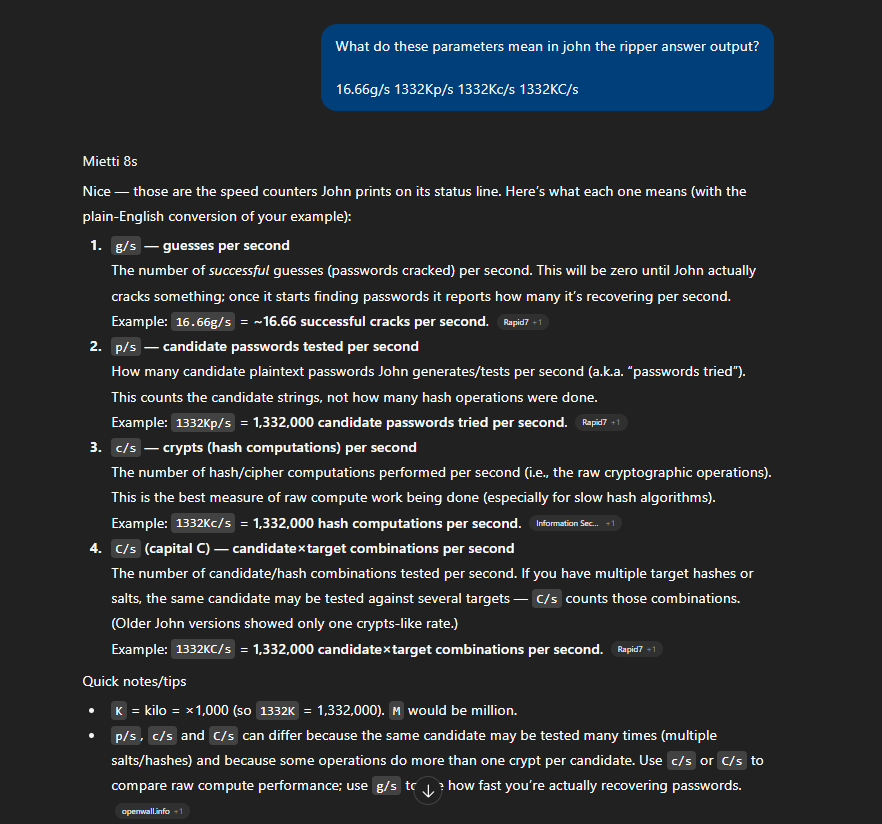 What do these parameters mean in john the ripper answer output?
16.66g/s 1332Kp/s 1332Kc/s 1332KC/s
Mietti 8s
Nice — those are the speed counters John prints on its status line. Here’s what each one means (with the
plain-English conversion of your example):
1. g/s — guesses per second
The number of successful guesses (passwords cracked) per second. This will be zero until John actually
cracks something; once it starts finding passwords it reports how many it’s recovering per second.
Example: 16.66g/s = ~16.66 successful cracks per second. Rapid7 +1
2. p/s — candidate passwords tested per second
How many candidate plaintext passwords John generates/tests per second (a.k.a. “passwords tried”).
This counts the candidate strings, not how many hash operations were done.
Example: 1332Kp/s = 1,332,000 candidate passwords tried per second. Rapid7 +1
3. c/s — crypts (hash computations) per second
The number of hash/cipher computations performed per second (i.e., the raw cryptographic operations).
This is the best measure of raw compute work being done (especially for slow hash algorithms).
Example: 1332Kc/s = 1,332,000 hash computations per second. Information Sec... +1
4. C/s (capital C) — candidate×target combinations per second
The number of candidate/hash combinations tested per second. If you have multiple target hashes or
salts, the same candidate may be tested against several targets — C/s counts those combinations.
(Older John versions showed only one crypts-like rate.)
Example: 1332KC/s = 1,332,000 candidate×target combinations per second. Rapid7 +1
Quick notes/tips
• K = kilo = ×1,000 (so 1332K = 1,332,000). M would be million.
• p/s, c/s and C/s can differ because the same candidate may be tested many times (multiple
salts/hashes) and because some operations do more than one crypt per candidate. Use c/s or C/s to
compare raw compute performance; use g/s how fast you’re actually recovering passwords.
openwall.info +1